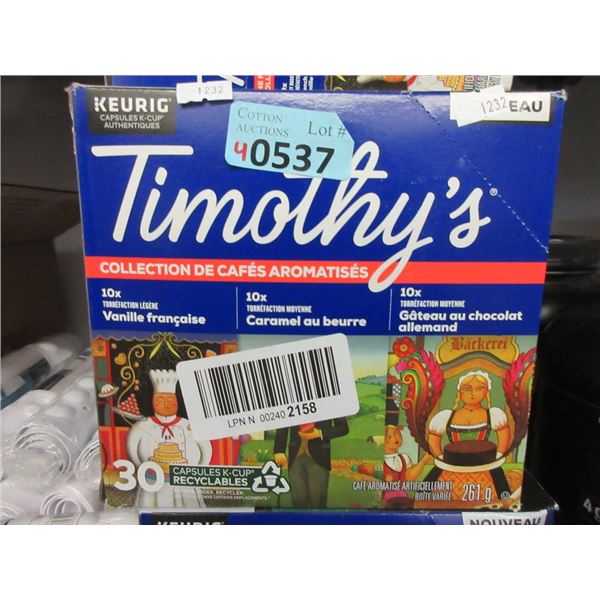 KEURIG
CAPSULES K-CUP
AUTHENTIQUES
1232
COTTON
AUCTIONS
Lot #
40537
1232
EAU
Timothy's
COLLECTION DE CAFÉS AROMATISÉS
10x
TORRÉFACTION LÉGÈRE
Vanille française
10x
TORRÉFACTION MOYENNE
Caramel au beurre
10x
TORRÉFACTION MOYENNE
Gâteau au chocolat
allemand
Bäckerei
LPN N 00240 2158
30 CAPSULES K-CUP
RECYCLABLES
CAFÉ AROMATISÉ ARTIFICIELLEMENT
BOÎTE VARIÉE 261 g
KEURIG
NOUVEAU